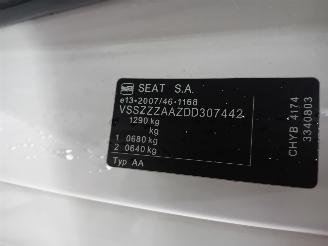 SEAT S.A.
e13*2007/46*1168
VSSZZZAAZDD307442
1290 kg
kg
1 0680 kg
2 0640 kg
Typ AA
CHYB 4174
3340803